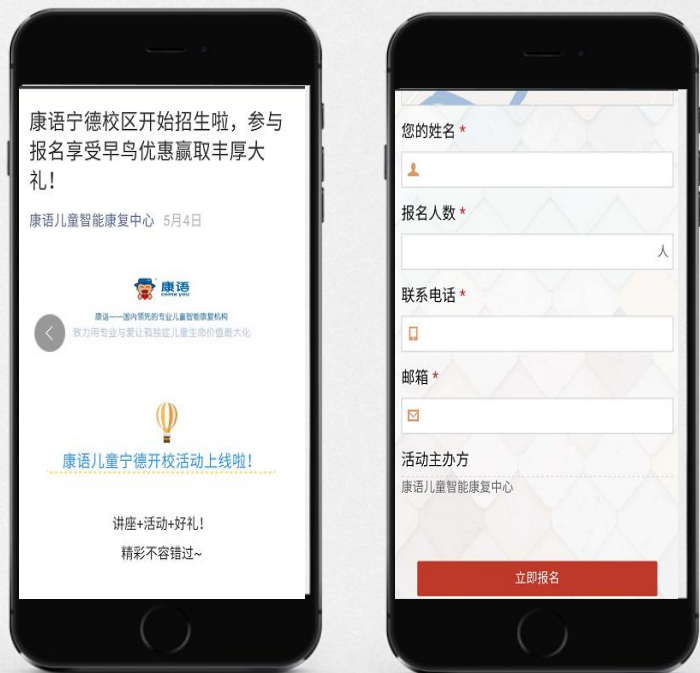 康语宁德校区开始招生啦，参与
报名享受早鸟优惠赢取丰厚大
礼！
康语儿童智能康复中心 5月4日
康语
come you
康语——国内领先的专业儿童智能康复机构
致力用专业与爱让孤独症儿童生命价值最大化
康语儿童宁德开校活动上线啦！
讲座+活动+好礼！
精彩不容错过~
您的姓名 *
报名人数 *
人
联系电话 *
邮箱 *
活动主办方
康语儿童智能康复中心
立即报名